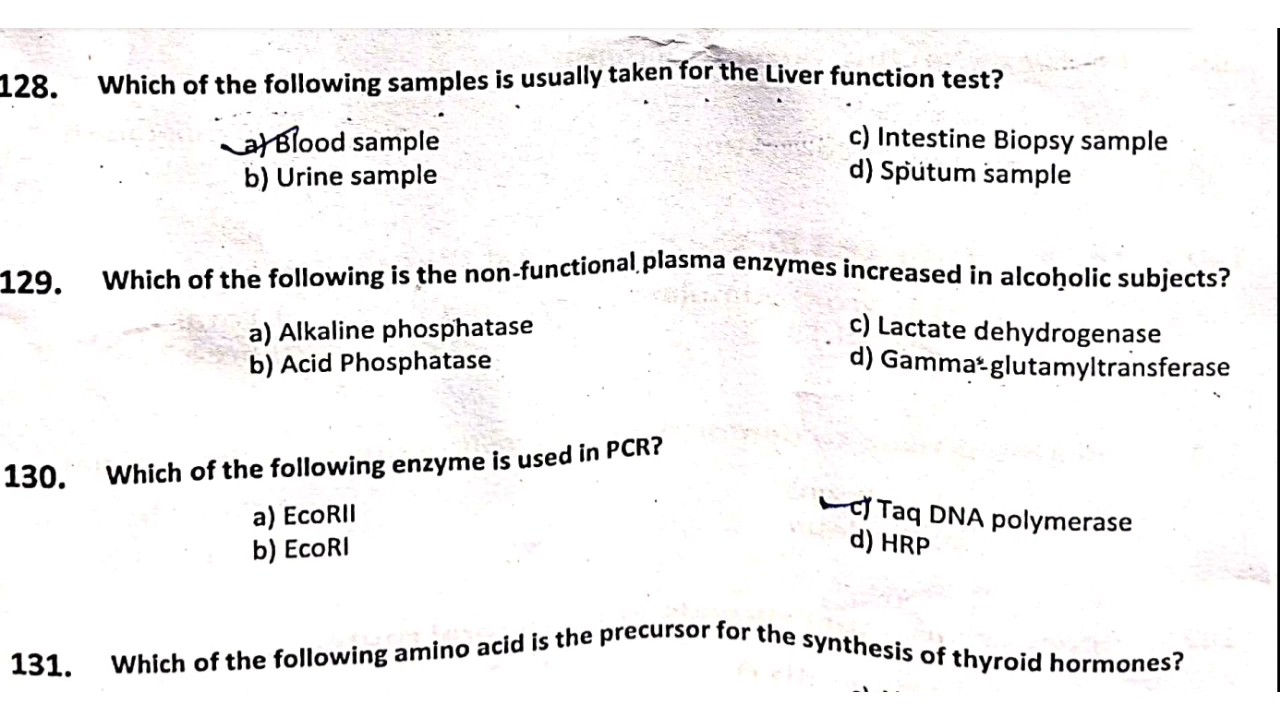 128. Which of the following samples is usually taken for the Liver function test?
a) Blood sample
b) Urine sample
c) Intestine Biopsy sample
d) Sputum sample
129. Which of the following is the non-functional plasma enzymes increased in alcoholic subjects?
a) Alkaline phosphatase
b) Acid Phosphatase
c) Lactate dehydrogenase
d) Gamma-glutamyltransferase
130. Which of the following enzyme is used in PCR?
a) EcoRII
b) EcoRI
c) Taq DNA polymerase
d) HRP
131. Which of the following amino acid is the precursor for the synthesis of thyroid hormones?